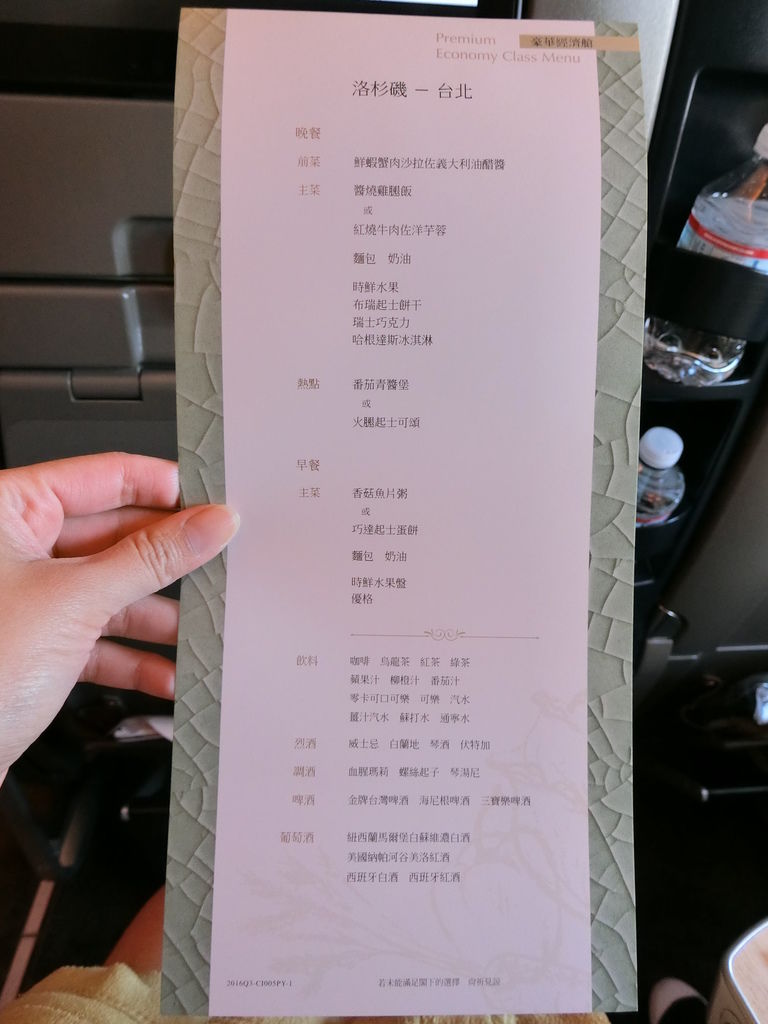 Premium 豪華經濟艙
Economy Class Menu
洛杉磯 － 台北
晚餐
前菜 鮮蝦蟹肉沙拉佐義大利油醋醬
主菜 醬燒雞腿飯
或
紅燒牛肉佐洋芋蓉
麵包 奶油
時鮮水果
布瑞起士餅干
瑞士巧克力
哈根達斯冰淇淋
熱點 番茄青醬堡
或
火腿起士可頌
早餐
主菜 香菇魚片粥
或
巧達起士蛋餅
麵包 奶油
時鮮水果盤
優格
飲料 咖啡 烏龍茶 紅茶 綠茶
蘋果汁 柳橙汁 番茄汁
零卡可口可樂 可樂 汽水
薑汁汽水 蘇打水 通寧水
烈酒 威士忌 白蘭地 琴酒 伏特加
調酒 血腥瑪莉 螺絲起子 琴湯尼
啤酒 金牌台灣啤酒 海尼根啤酒 三寶樂啤酒
葡萄酒 紐西蘭馬爾堡白蘇維濃白酒
美國納帕河谷美洛紅酒
西班牙白酒 西班牙紅酒
2016Q3-CI005PY-1 若未能滿足閣下的選擇 尚祈見諒